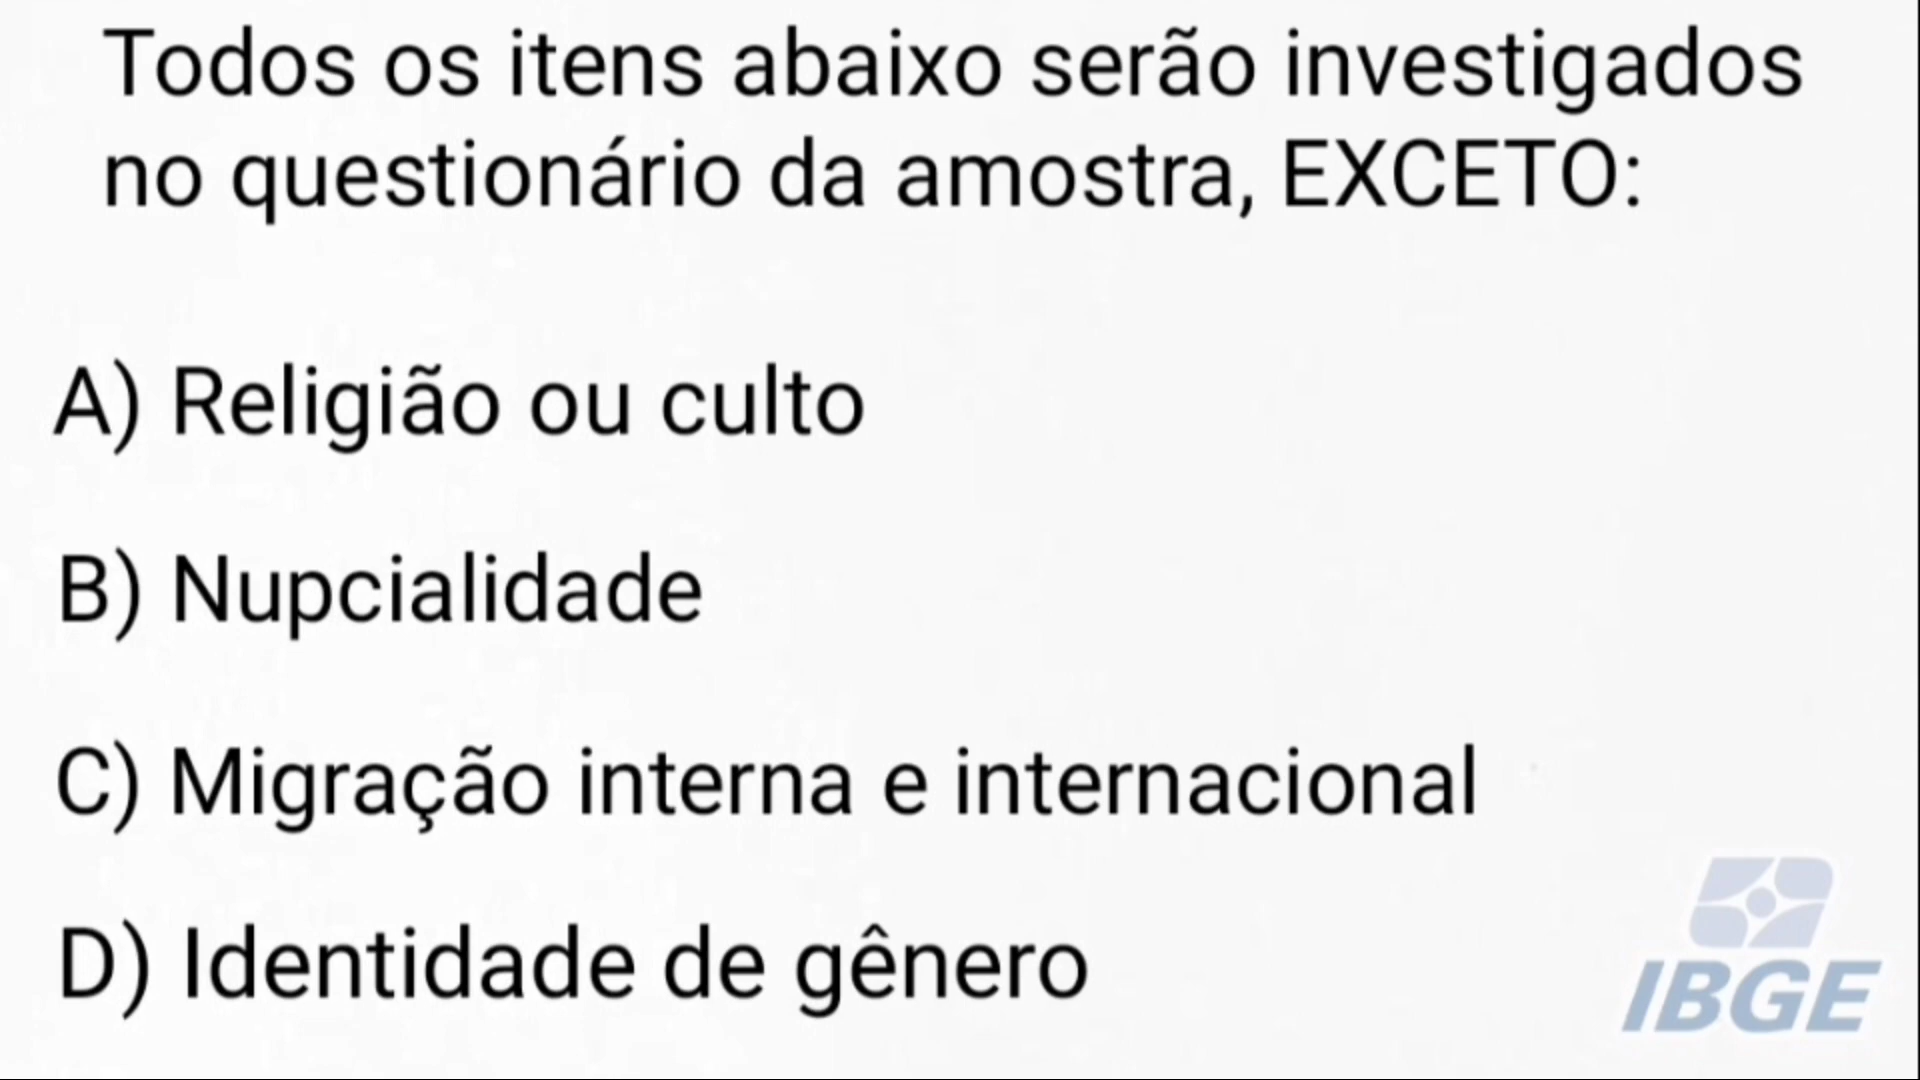 Todos os itens abaixo serão investigados
no questionário da amostra, EXCETO:
A) Religião ou culto
B) Nupcialidade
C) Migração interna e internacional
D) Identidade de gênero
IBGE